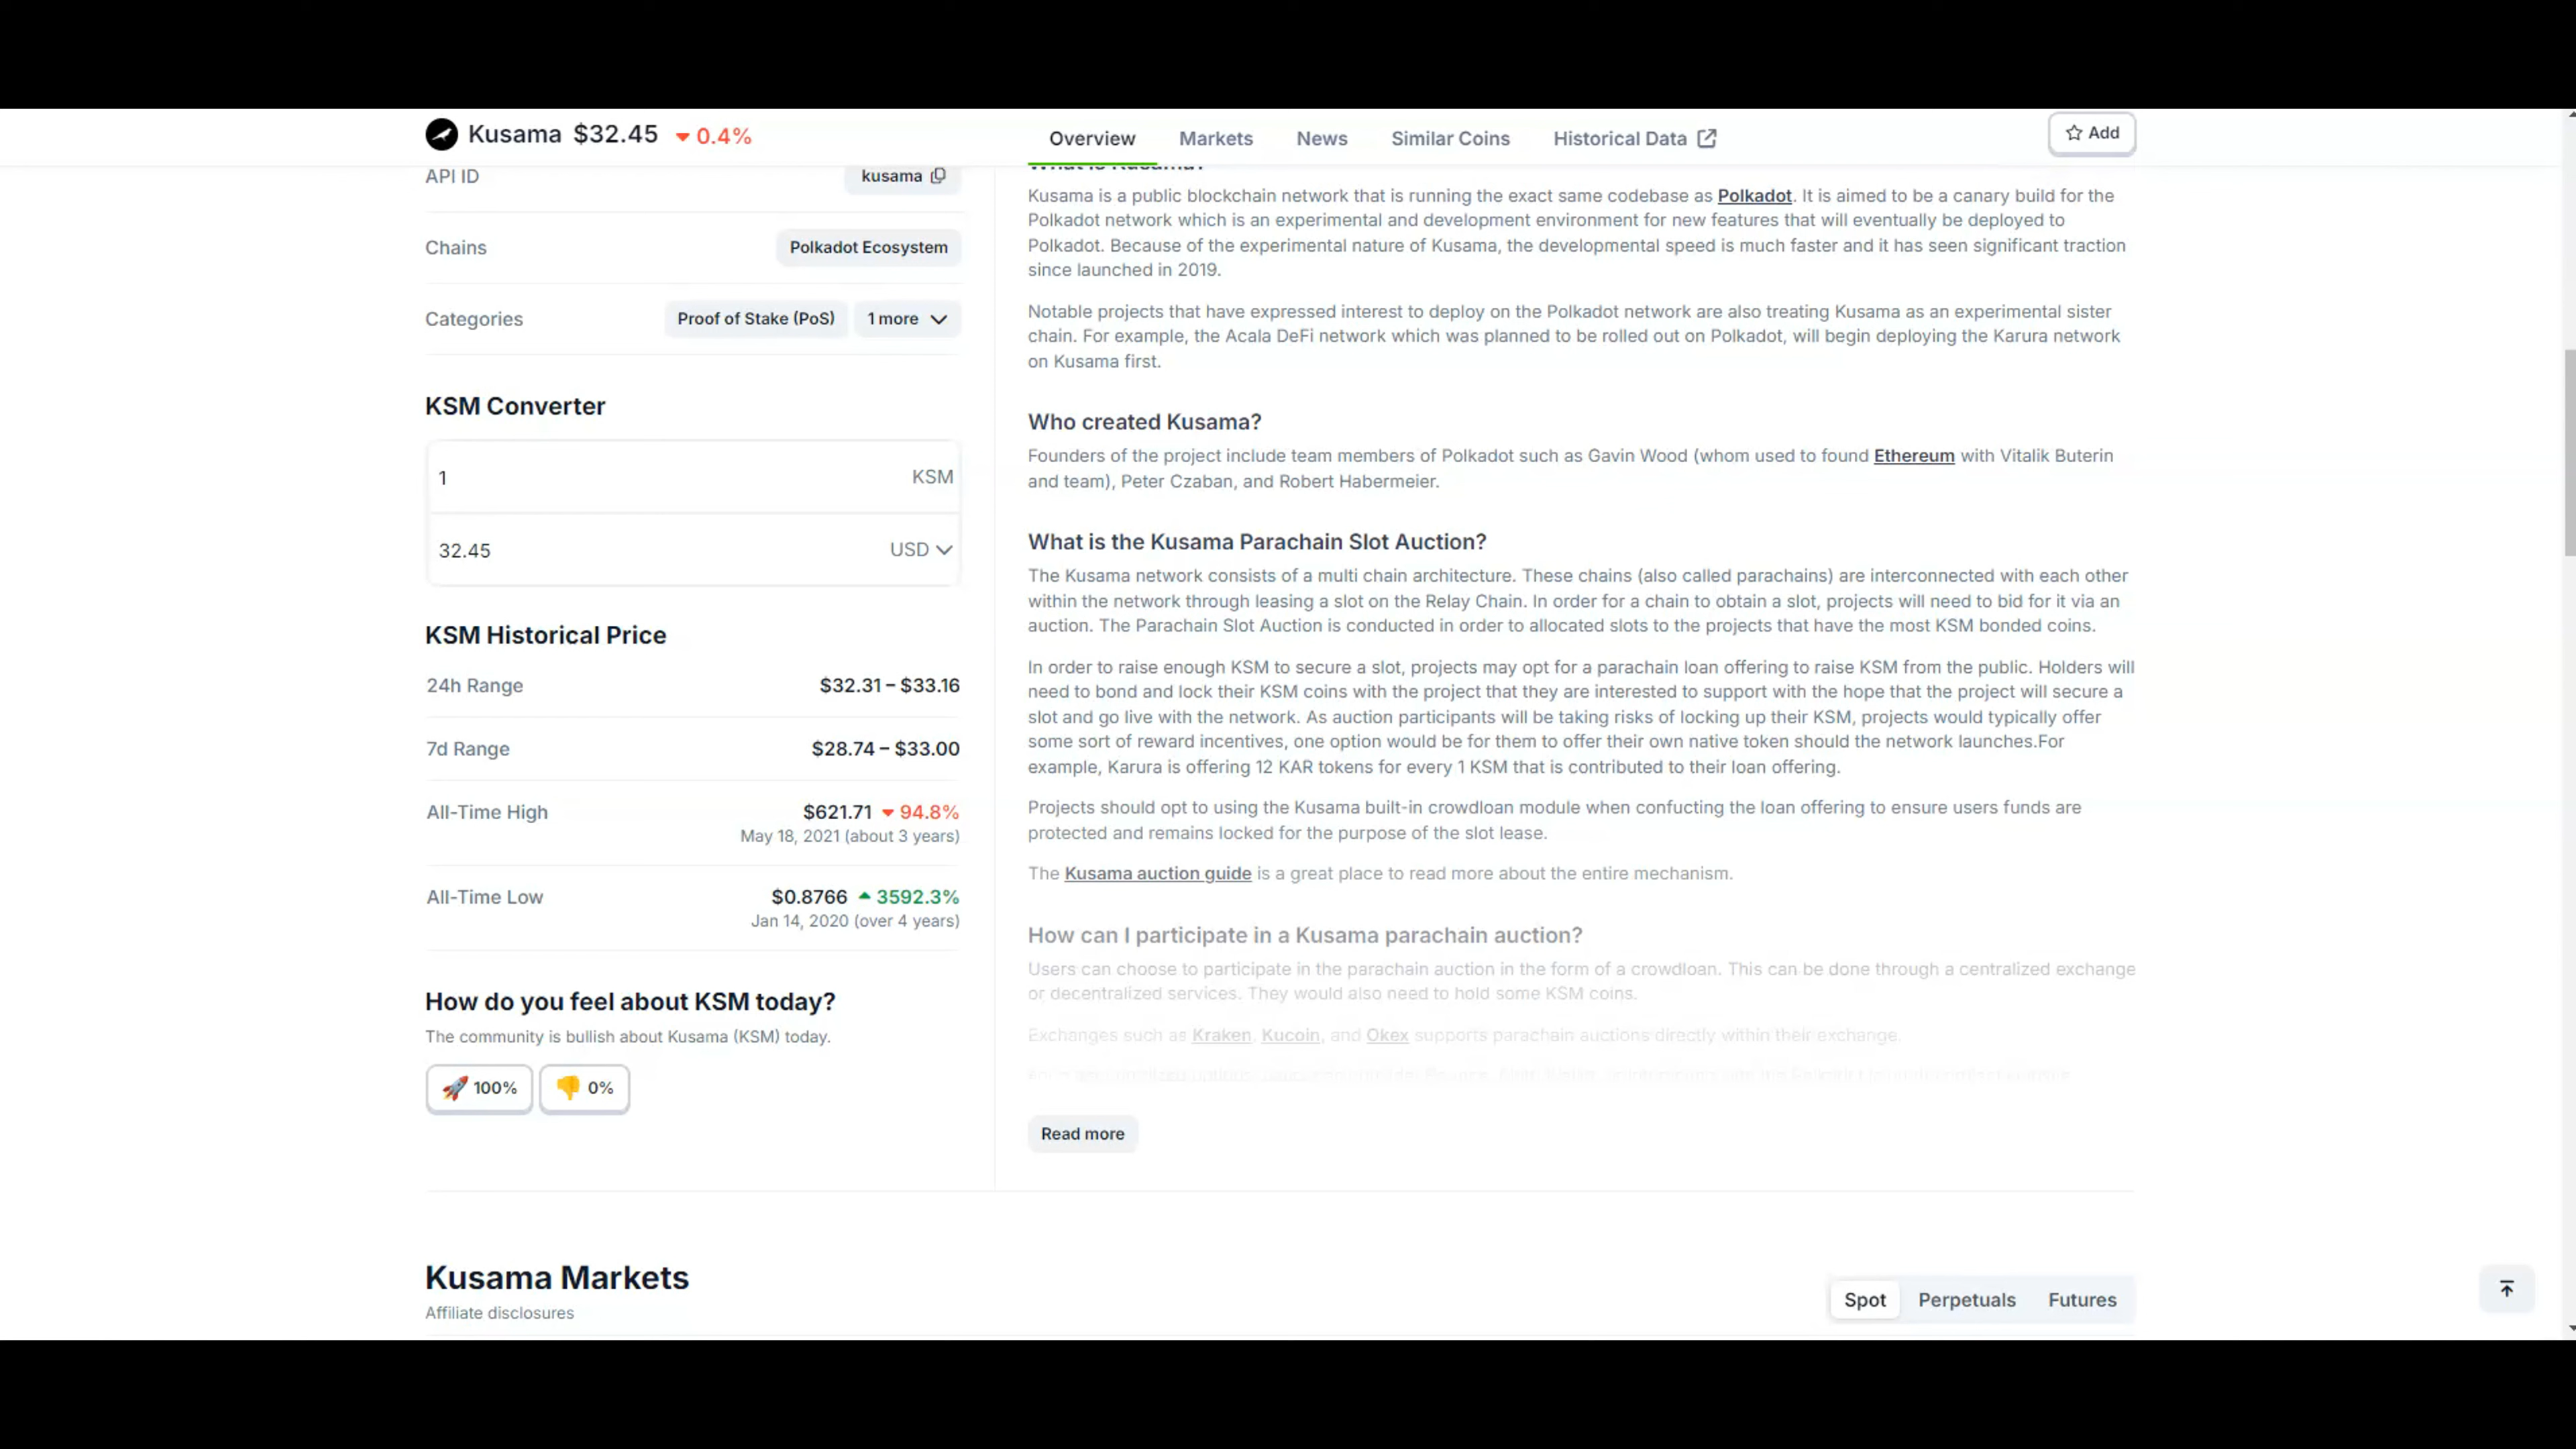 Kusama $32.45 0.4%
Overview Markets News Similar Coins Historical Data
Add
API ID kusama
Chains Polkadot Ecosystem
Categories Proof of Stake (PoS) 1 more
KSM Converter
1 KSM
32.45 USD
KSM Historical Price
24h Range $32.31 – $33.16
7d Range $28.74 – $33.00
All-Time High $621.71 94.8%
May 18, 2021 (about 3 years)
All-Time Low $0.8766 3592.3%
Jan 14, 2020 (over 4 years)
How do you feel about KSM today?
The community is bullish about Kusama (KSM) today.
100% 0%
What is Kusama?
Kusama is a public blockchain network that is running the exact same codebase as Polkadot. It is aimed to be a canary build for the
Polkadot network which is an experimental and development environment for new features that will eventually be deployed to
Polkadot. Because of the experimental nature of Kusama, the developmental speed is much faster and it has seen significant traction
since launched in 2019.
Notable projects that have expressed interest to deploy on the Polkadot network are also treating Kusama as an experimental sister
chain. For example, the Acala DeFi network which was planned to be rolled out on Polkadot, will begin deploying the Karura network
on Kusama first.
Who created Kusama?
Founders of the project include team members of Polkadot such as Gavin Wood (whom used to found Ethereum with Vitalik Buterin
and team), Peter Czaban, and Robert Habermeier.
What is the Kusama Parachain Slot Auction?
The Kusama network consists of a multi chain architecture. These chains (also called parachains) are interconnected with each other
within the network through leasing a slot on the Relay Chain. In order for a chain to obtain a slot, projects will need to bid for it via an
auction. The Parachain Slot Auction is conducted in order to allocated slots to the projects that have the most KSM bonded coins.
In order to raise enough KSM to secure a slot, projects may opt for a parachain loan offering to raise KSM from the public. Holders will
need to bond and lock their KSM coins with the project that they are interested to support with the hope that the project will secure a
slot and go live with the network. As auction participants will be taking risks of locking up their KSM, projects would typically offer
some sort of reward incentives, one option would be for them to offer their own native token should the network launches.For
example, Karura is offering 12 KAR tokens for every 1 KSM that is contributed to their loan offering.
Projects should opt to using the Kusama built-in crowdloan module when confucting the loan offering to ensure users funds are
protected and remains locked for the purpose of the slot lease.
The Kusama auction guide is a great place to read more about the entire mechanism.
How can I participate in a Kusama parachain auction?
Users can choose to participate in the parachain auction in the form of a crowdloan. This can be done through a centralized exchange
or decentralized services. They would also need to hold some KSM coins.
Exchanges such as Kraken, Kucoin, and Okex supports parachain auctions directly within their exchange.
Read more
Kusama Markets
Affiliate disclosures
Spot Perpetuals Futures